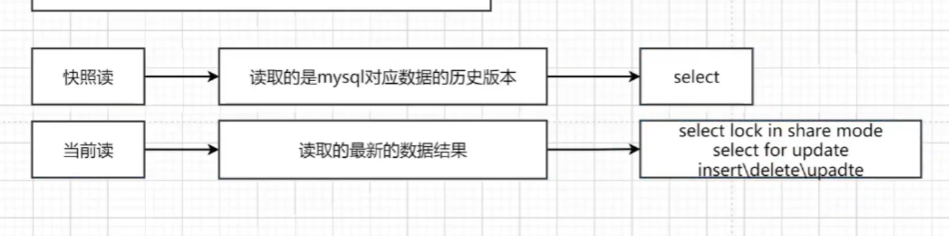 快照读
读取的是mysql对应数据的历史版本
select
当前读
读取的最新的数据结果
select lock in share mode
select for update
insert\delete\upadte